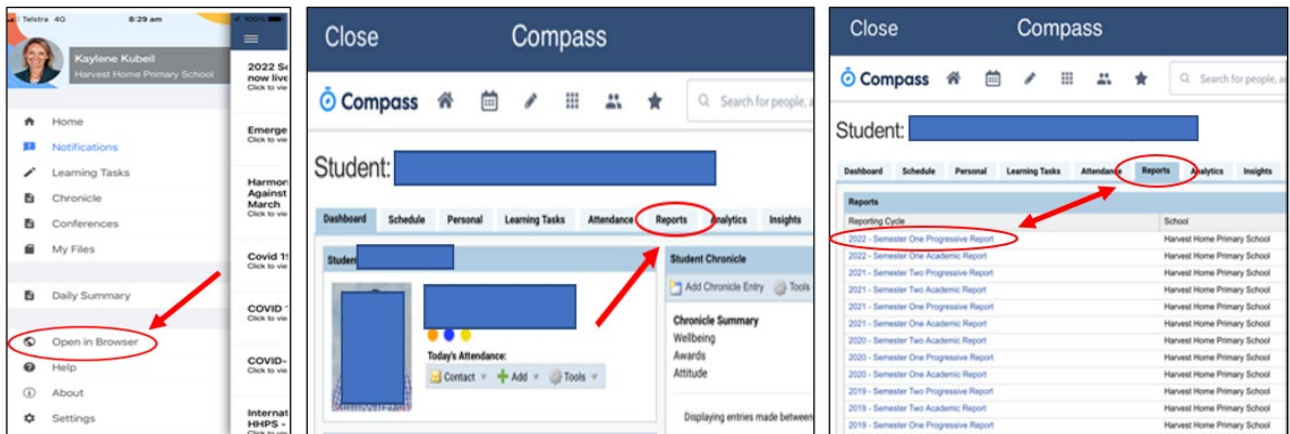 Telstra 4G 8:29 am 100%
Kaylene Kubeil
Harvest Home Primary School
Home
Notifications
Learning Tasks
Chronicle
Conferences
My Files
Daily Summary
Open in Browser
Help
About
Settings
2022 S
now live
Click to vie
Emerge
Click to vie
Harmon
Against
March
Click to vie
Covid 1
Click to vie
COVID
Click to vie
COVID-
Click to vie
Internat
HHPS -
Close Compass
Compass
Search for people, a
Student:
Dashboard Schedule Personal Learning Tasks Attendance Reports Analytics Insights
Student
Today's Attendance:
Contact Add Tools
Student Chronicle
Add Chronicle Entry Tools
Chronicle Summary
Wellbeing
Awards
Attitude
Displaying entries made between
Close Compass
Compass
Search for people, a
Student:
Dashboard Schedule Personal Learning Tasks Attendance Reports Analytics Insights
Reports
Reporting Cycle School
2022 - Semester One Progressive Report Harvest Home Primary School
2022 - Semester One Academic Report Harvest Home Primary School
2021 - Semester Two Progressive Report Harvest Home Primary School
2021 - Semester Two Academic Report Harvest Home Primary School
2021 - Semester One Progressive Report Harvest Home Primary School
2021 - Semester One Academic Report Harvest Home Primary School
2020 - Semester Two Academic Report Harvest Home Primary School
2020 - Semester One Progressive Report Harvest Home Primary School
2020 - Semester One Academic Report Harvest Home Primary School
2019 - Semester Two Progressive Report Harvest Home Primary School
2019 - Semester Two Academic Report Harvest Home Primary School
2019 - Semester One Progressive Report Harvest Home Primary School